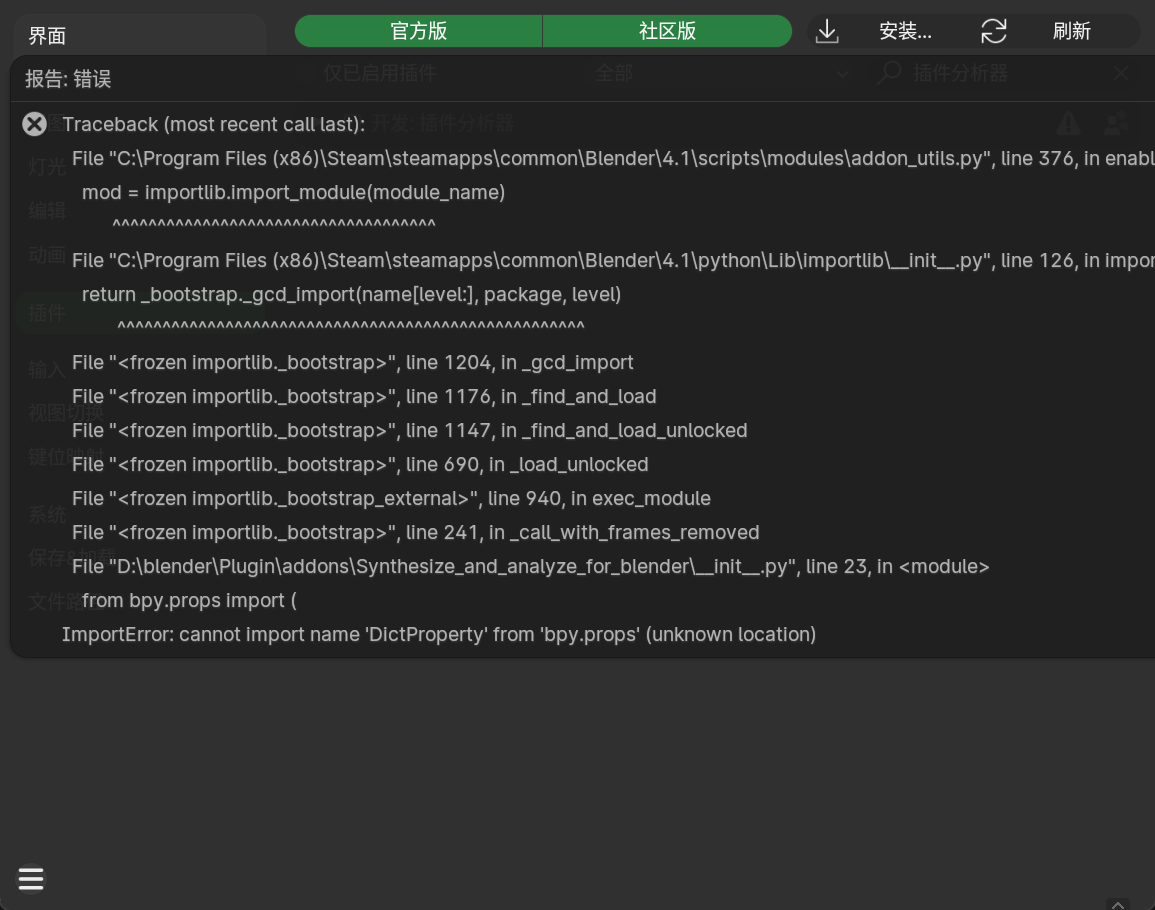 界面
官方版
社区版
安装...
刷新
报告: 错误
仅已启用插件
全部
插件分析器
开发: 插件分析器
Traceback (most recent call last):
灯光
File "C:\Program Files (x86)\Steam\steamapps\common\Blender\4.1\scripts\modules\addon_utils.py", line 376, in enabl
编辑
mod = importlib.import_module(module_name)
^^^^^^^^^^^^^^^^^^^^^^^^^^^^^^^^^^^^
动画
File "C:\Program Files (x86)\Steam\steamapps\common\Blender\4.1\python\Lib\importlib\__init__.py", line 126, in impor
return _bootstrap._gcd_import(name[level:], package, level)
插件
^^^^^^^^^^^^^^^^^^^^^^^^^^^^^^^^^^^^^^^^^^^^^^^^^^^^
输入
File "<frozen importlib._bootstrap>", line 1204, in _gcd_import
File "<frozen importlib._bootstrap>", line 1176, in _find_and_load
视图切换
File "<frozen importlib._bootstrap>", line 1147, in _find_and_load_unlocked
键位映射
File "<frozen importlib._bootstrap>", line 690, in _load_unlocked
File "<frozen importlib._bootstrap_external>", line 940, in exec_module
系统
File "<frozen importlib._bootstrap>", line 241, in _call_with_frames_removed
保存&加载
File "D:\blender\Plugin\addons\Synthesize_and_analyze_for_blender\__init__.py", line 23, in <module>
文件路径
from bpy.props import (
ImportError: cannot import name 'DictProperty' from 'bpy.props' (unknown location)